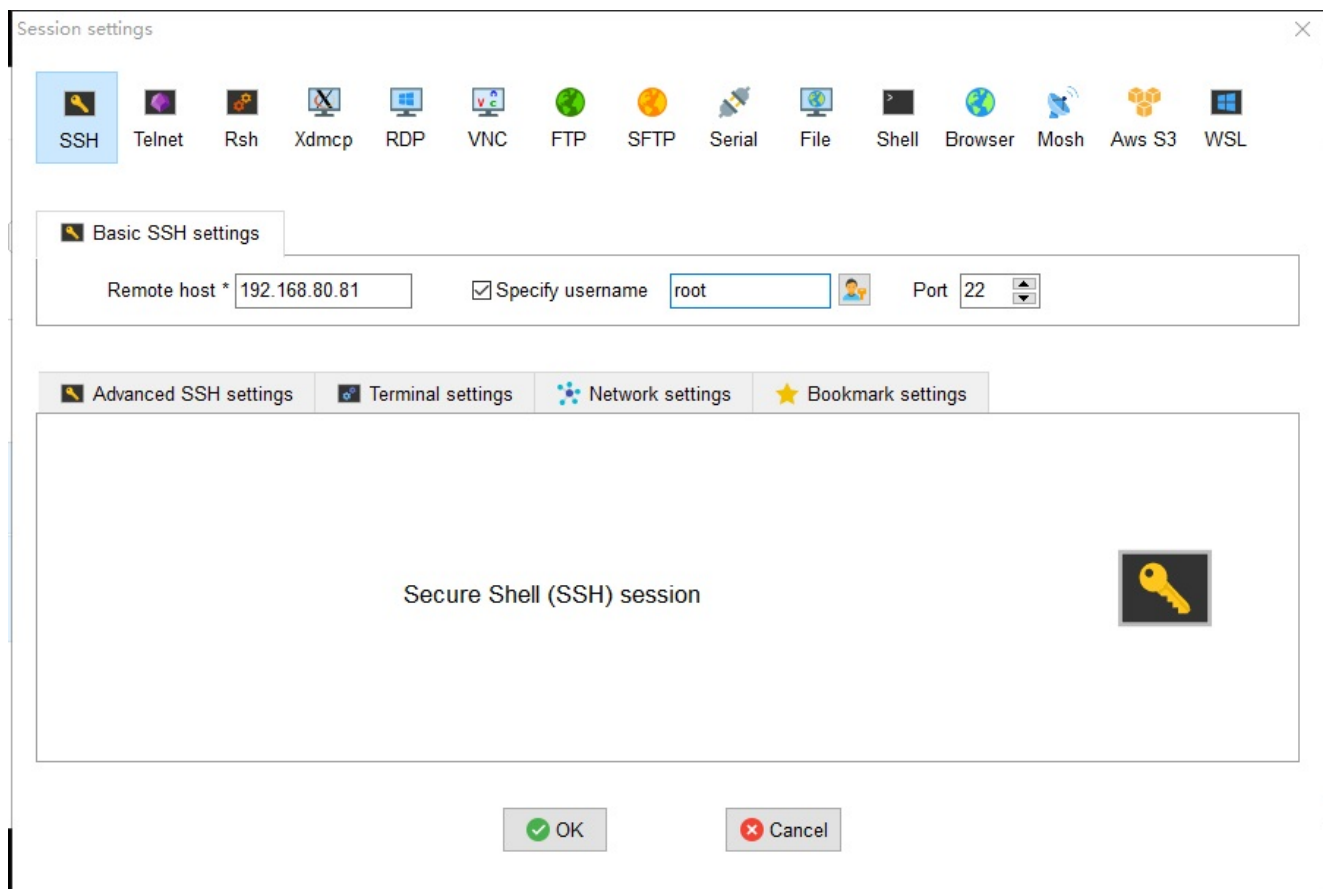 Session settings
SSH Telnet Rsh Xdmcp RDP VNC FTP SFTP Serial File Shell Browser Mosh Aws S3 WSL
Basic SSH settings
Remote host * 192.168.80.81 Specify username root Port 22
Advanced SSH settings Terminal settings Network settings Bookmark settings
Secure Shell (SSH) session
OK Cancel